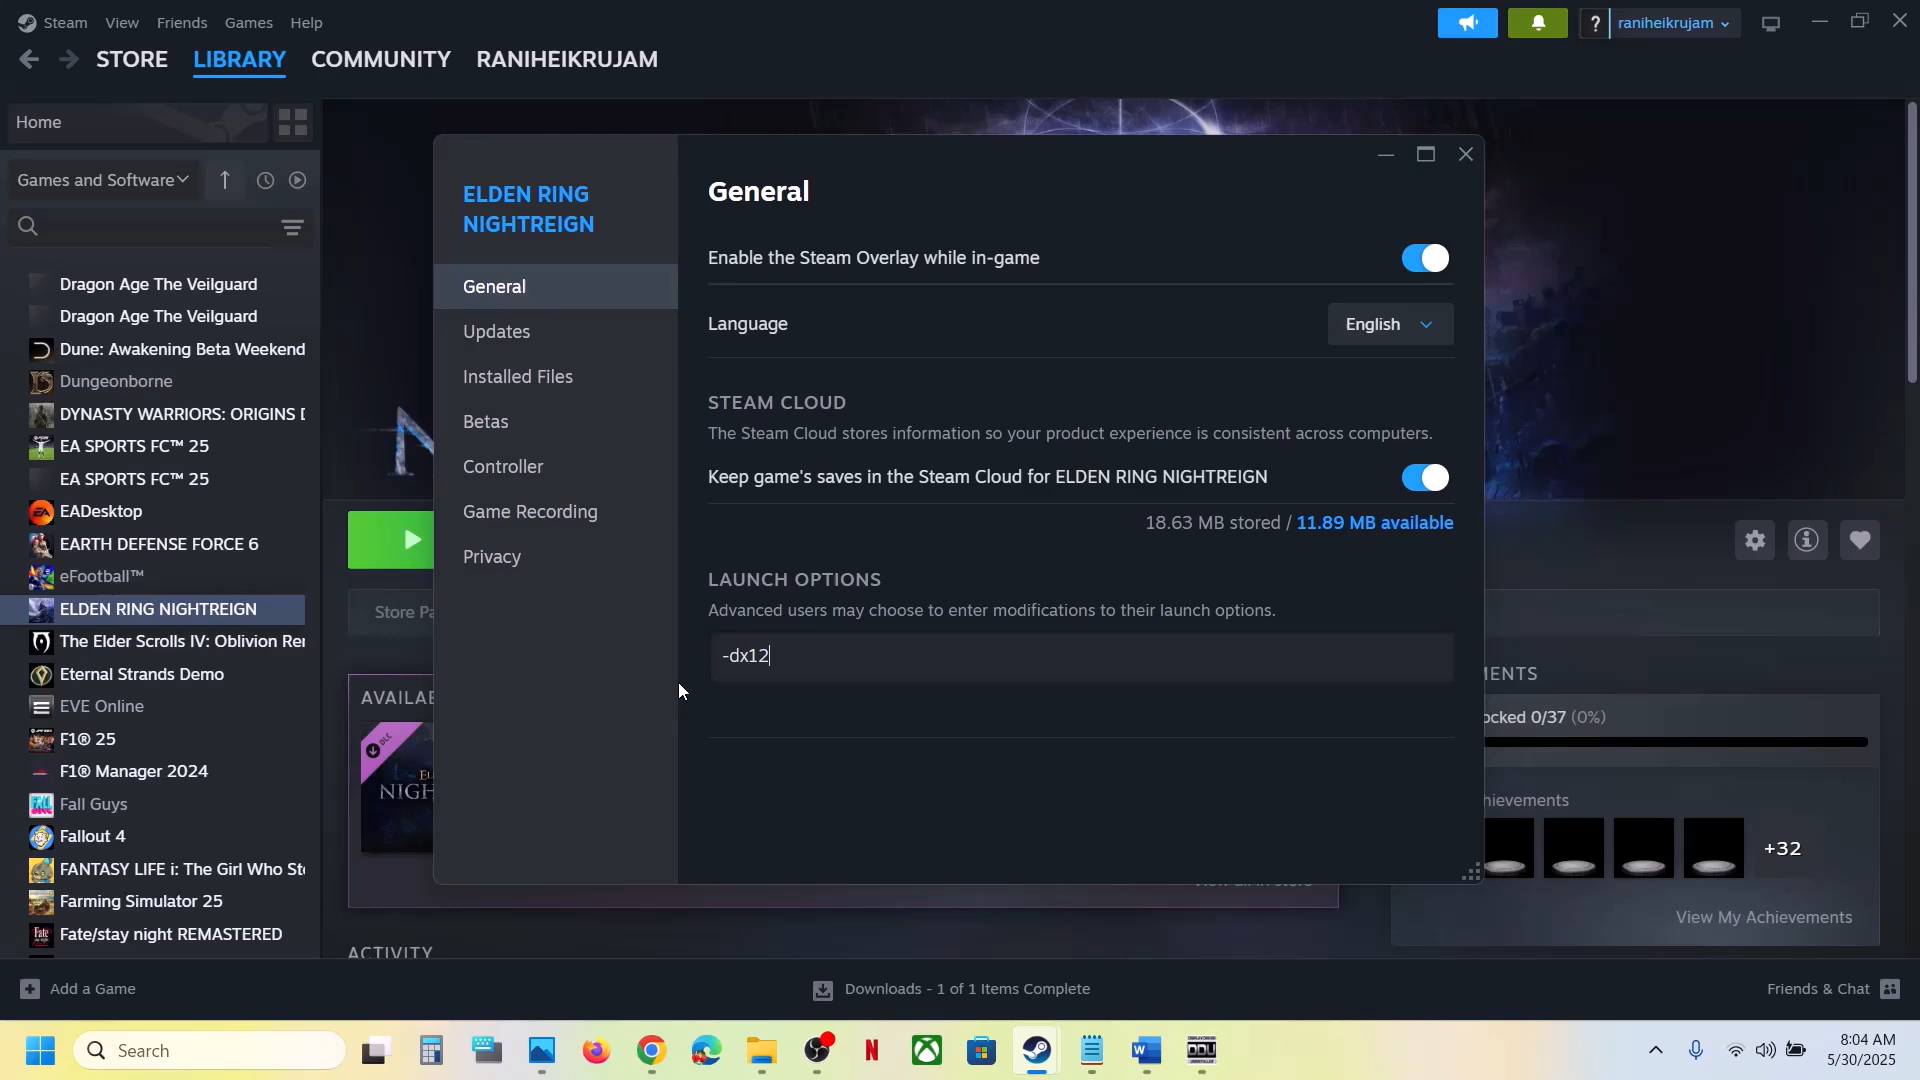 Steam View Friends Games Help
? raniheikrujam
STORE LIBRARY COMMUNITY RANIHEIKRUJAM
Home
Games and Software
Dragon Age The Veilguard
Dragon Age The Veilguard
Dune: Awakening Beta Weekend
Dungeonborne
DYNASTY WARRIORS: ORIGINS
EA SPORTS FC™ 25
EA SPORTS FC™ 25
EADesktop
EARTH DEFENSE FORCE 6
eFootball™
ELDEN RING NIGHTREIGN
The Elder Scrolls IV: Oblivion
Eternal Strands Demo
EVE Online
F1® 25
F1® Manager 2024
Fall Guys
Fallout 4
FANTASY LIFE i: The Girl Who
Farming Simulator 25
Fate/stay night REMASTERED
ELDEN RING
NIGHTREIGN
General
Updates
Installed Files
Betas
Controller
Game Recording
Privacy
General
Enable the Steam Overlay while in-game
Language English
STEAM CLOUD
The Steam Cloud stores information so your product experience is consistent across computers.
Keep game's saves in the Steam Cloud for ELDEN RING NIGHTREIGN
18.63 MB stored / 11.89 MB available
LAUNCH OPTIONS
Advanced users may choose to enter modifications to their launch options.
-dx12
Store
DLC
NIGH
(0%)
0/37
+32
View My Achievements
ACTIVITY
Add a Game
Downloads - 1 of 1 Items Complete
Friends & Chat
Search
DDU
8:04 AM
5/30/2025